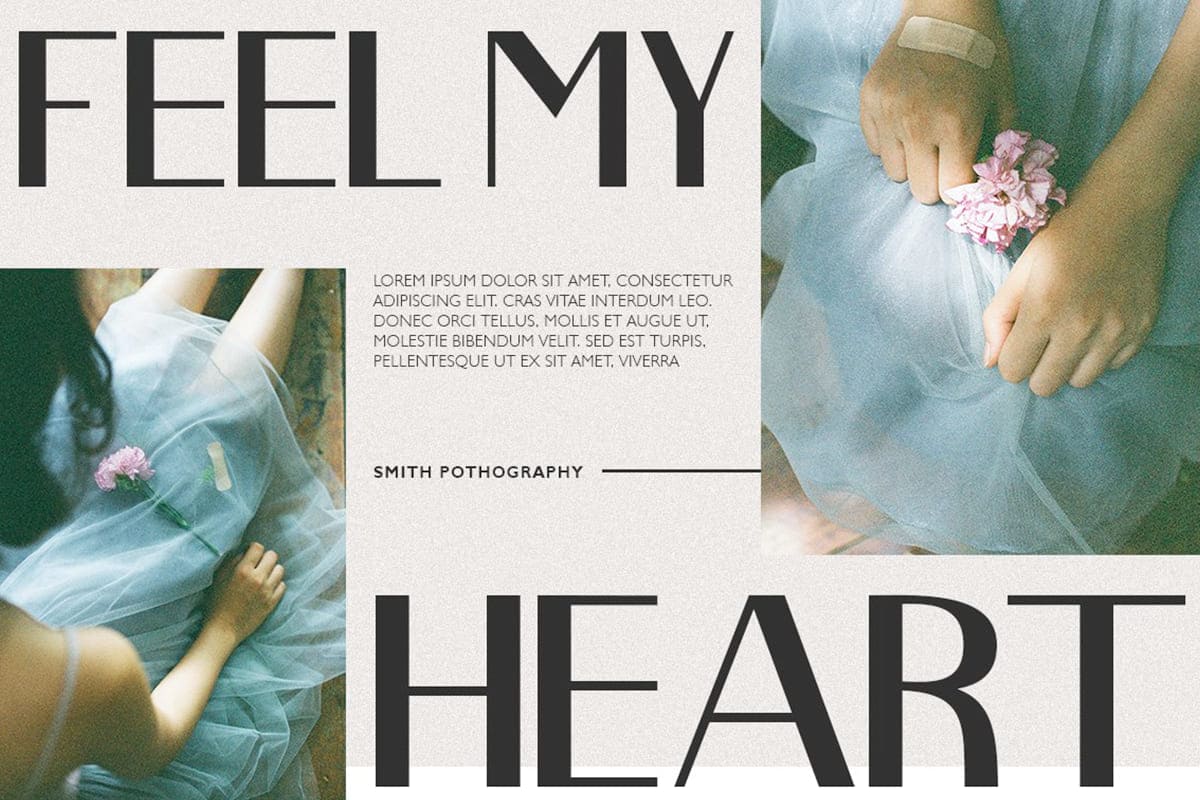 FEEL MY
LOREM IPSUM DOLOR SIT AMET, CONSECTETUR
ADIPISCING ELIT. CRAS VITAE INTERDUM LEO.
DONEC ORCI TELLUS, MOLLIS ET AUGUE UT,
MOLESTIE BIBENDUM VELIT. SED EST TURPIS,
PELLENTESQUE UT EX SIT AMET, VIVERRA
SMITH POTHOGRAPHY
HEART